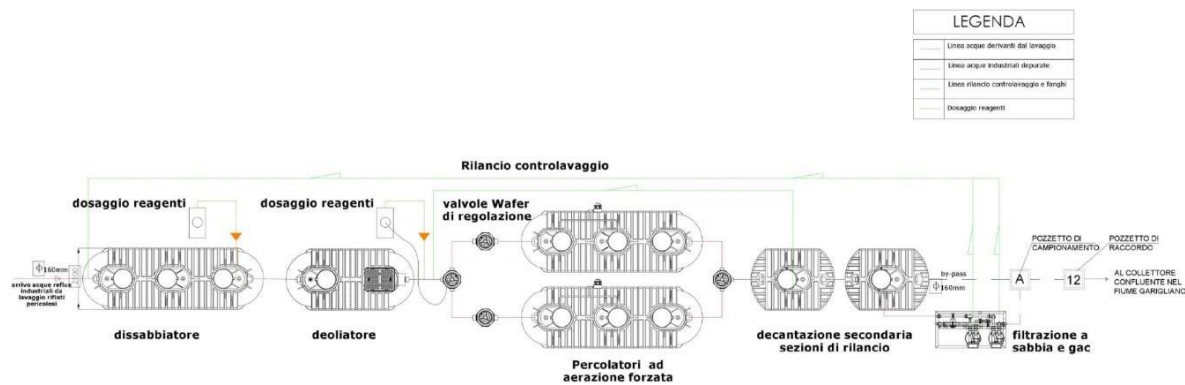 LEGENDA
Linea acque derivanti dal lavaggio
Linea acque industriali depurate
Linea rilancio controlavaggio e fanghi
Dosaggio reagenti
Rilancio controlavaggio
dosaggio reagenti
dosaggio reagenti
valvole Wafer
di regolazione
ϕ160mm
arrivo acque reflue
industriali da
lavaggio rifiuti
pericolosi
dissabbiatore
deoliatore
Percolatori ad
aerazione forzata
decantazione secondaria
sezioni di rilancio
by-pass
ϕ160mm
filtrazione a
sabbia e gac
POZZETTO DI
CAMPIONAMENTO
A
POZZETTO DI
RACCORDO
12
AL COLLETTORE
CONFLUENTE NEL
FIUME GARIGLIANO